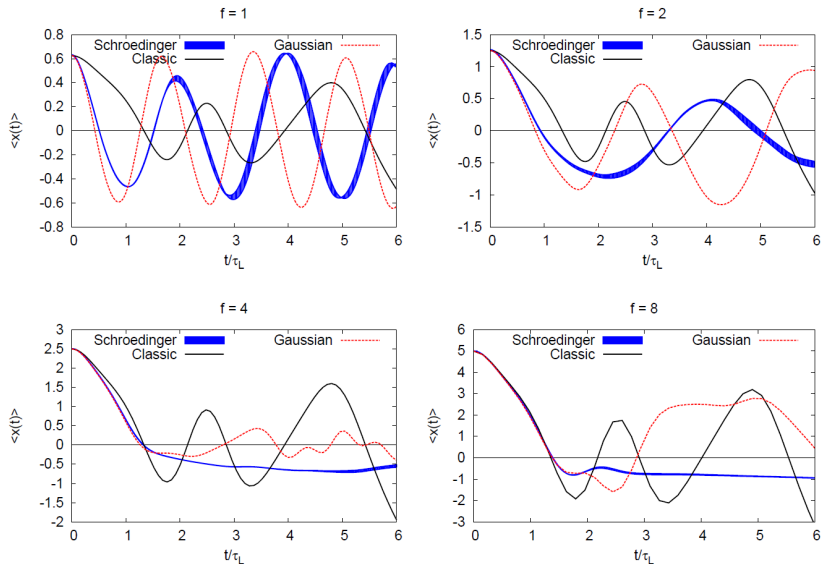 f = 1
Schroedinger
Classic
Gaussian
0.8
0.6
0.4
0.2
0
-0.2
-0.4
-0.6
-0.8
<x(t)>
0 1 2 3 4 5 6
t/τL
f = 2
Schroedinger
Classic
Gaussian
1.5
1
0.5
0
-0.5
-1
-1.5
<x(t)>
0 1 2 3 4 5 6
t/τL
f = 4
Schroedinger
Classic
Gaussian
3
2.5
2
1.5
1
0.5
0
-0.5
-1
-1.5
-2
<x(t)>
0 1 2 3 4 5 6
t/τL
f = 8
Schroedinger
Classic
Gaussian
6
5
4
3
2
1
0
-1
-2
-3
<x(t)>
0 1 2 3 4 5 6
t/τL